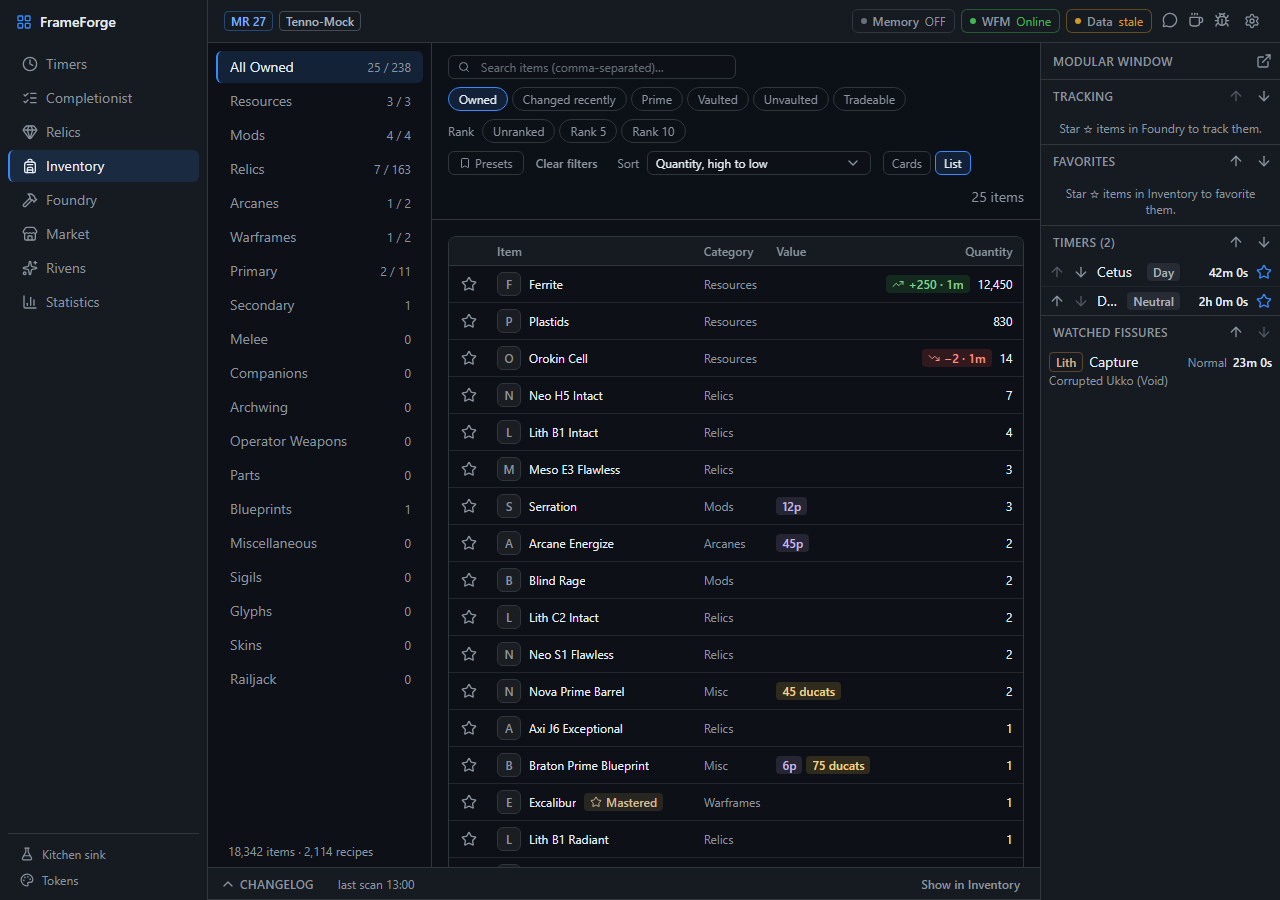 FrameForge
MR 27
Tenno-Mock
Memory OFF
WFM Online
Data stale
Timers
Completionist
Relics
Inventory
Foundry
Market
Rivens
Statistics
Kitchen sink
Tokens
All Owned 25 / 238
Resources 3 / 3
Mods 4 / 4
Relics 7 / 163
Arcanes 1 / 2
Warframes 1 / 2
Primary 2 / 11
Secondary 1
Melee 0
Companions 0
Archwing 0
Operator Weapons 0
Parts 0
Blueprints 1
Miscellaneous 0
Sigils 0
Glyphs 0
Skins 0
Railjack 0
18,342 items · 2,114 recipes
Search items (comma-separated)...
Owned Changed recently Prime Vaulted Unvaulted Tradeable
Rank Unranked Rank 5 Rank 10
Presets Clear filters Sort Quantity, high to low Cards List
25 items
Item Category Value Quantity
F Ferrite Resources +250 · 1m 12,450
P Plastids Resources 830
O Orokin Cell Resources −2 · 1m 14
N Neo H5 Intact Relics 7
L Lith B1 Intact Relics 4
M Meso E3 Flawless Relics 3
S Serration Mods 12p 3
A Arcane Energize Arcanes 45p 2
B Blind Rage Mods 2
L Lith C2 Intact Relics 2
N Neo S1 Flawless Relics 2
N Nova Prime Barrel Misc 45 ducats 2
A Axi J6 Exceptional Relics 1
B Braton Prime Blueprint Misc 6p 75 ducats 1
E Excalibur Mastered Warframes 1
L Lith B1 Radiant Relics 1
CHANGELOG last scan 13:00 Show in Inventory
MODULAR WINDOW
TRACKING
Star ☆ items in Foundry to track them.
FAVORITES
Star ☆ items in Inventory to favorite
them.
TIMERS (2)
Cetus Day 42m 0s
D... Neutral 2h 0m 0s
WATCHED FISSURES
Lith Capture Normal 23m 0s
Corrupted Ukko (Void)